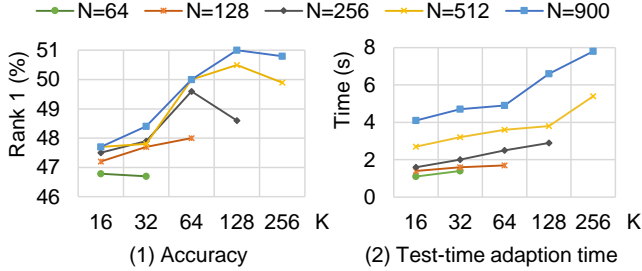 N=64 N=128 N=256 N=512 N=900
51
50
49
48
47
46
Rank 1 (%)
16 32 64 128 256 K
(1) Accuracy
8
6
4
2
0
Time (s)
16 32 64 128 256 K
(2) Test-time adaption time